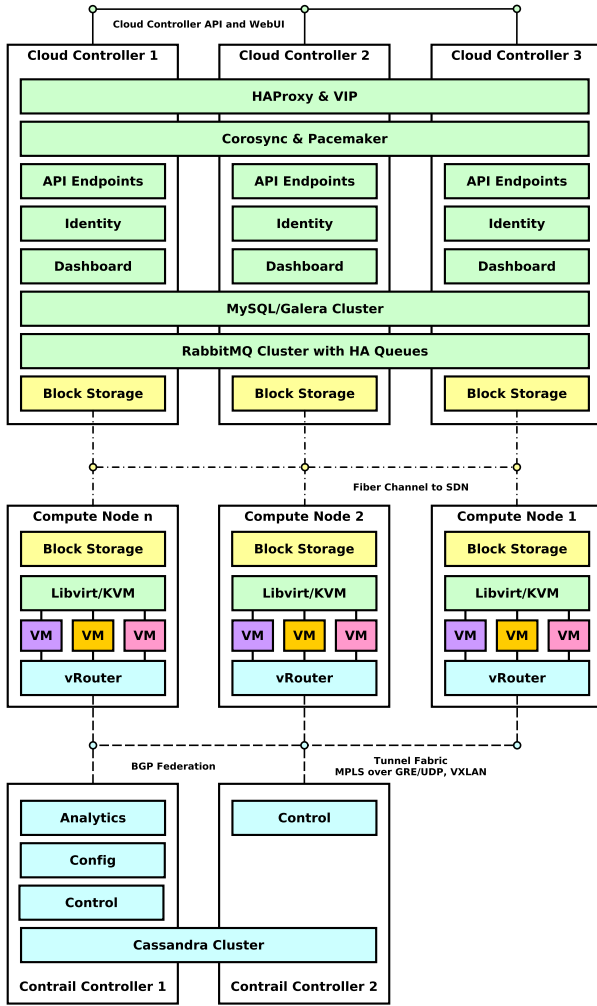 Cloud Controller API and WebUI
Cloud Controller 1
Cloud Controller 2
Cloud Controller 3
HAProxy & VIP
Corosync & Pacemaker
API Endpoints
API Endpoints
API Endpoints
Identity
Identity
Identity
Dashboard
Dashboard
Dashboard
MySQL/Galera Cluster
RabbitMQ Cluster with HA Queues
Block Storage
Block Storage
Block Storage
Fiber Channel to SDN
Compute Node n
Compute Node 2
Compute Node 1
Block Storage
Block Storage
Block Storage
Libvirt/KVM
Libvirt/KVM
Libvirt/KVM
VM
VM
VM
VM
VM
VM
VM
VM
VM
vRouter
vRouter
vRouter
BGP Federation
Tunnel Fabric
MPLS over GRE/UDP, VXLAN
Analytics
Control
Config
Control
Cassandra Cluster
Contrail Controller 1
Contrail Controller 2